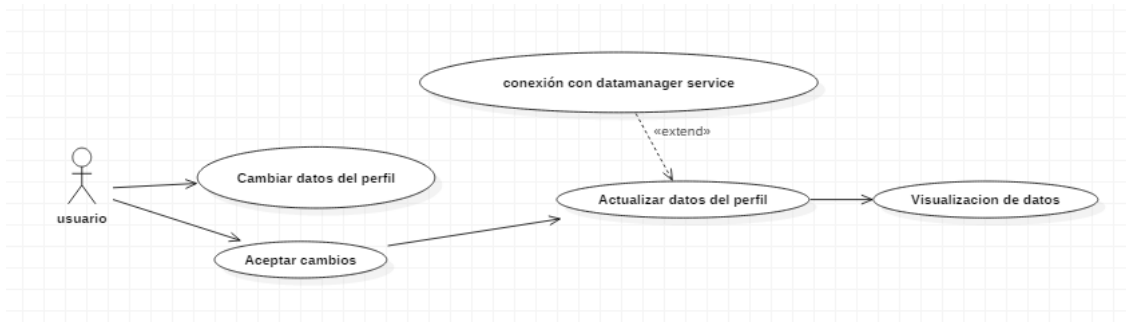 conexión con datamanager service
«extend»
Cambiar datos del perfil
usuario
Actualizar datos del perfil
Visualizacion de datos
Aceptar cambios